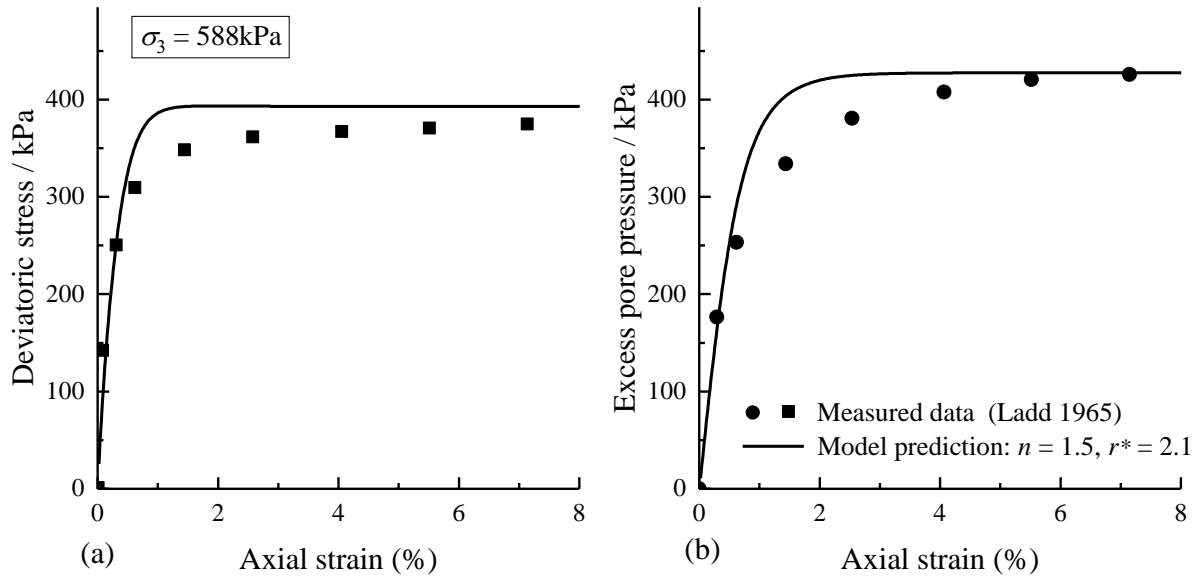 σ3 = 588kPa
Deviatoric stress / kPa
400
300
200
100
0
0 2 4 6 8
(a) Axial strain (%)
Excess pore pressure / kPa
400
300
200
100
0
Measured data (Ladd 1965)
Model prediction: n = 1.5, r* = 2.1
0 2 4 6 8
(b) Axial strain (%)